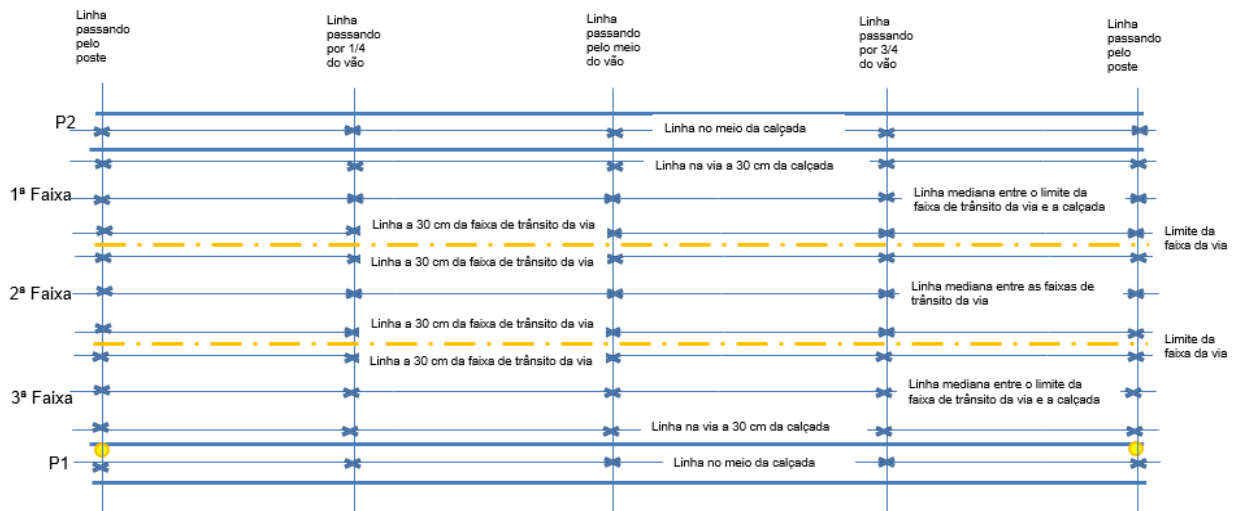 Linha
passando
pelo
poste
Linha
passando
por 1/4
do vão
Linha
passando
pelo meio
do vão
Linha
passando
por 3/4
do vão
Linha
passando
pelo
poste
P2
Linha no meio da calçada
Linha na via a 30 cm da calçada
1ª Faixa
Linha mediana entre o limite da
faixa de trânsito da via e a calçada
Linha a 30 cm da faixa de trânsito da via
Limite da
faixa da via
Linha a 30 cm da faixa de trânsito da via
2ª Faixa
Linha mediana entre as faixas de
trânsito da via
Linha a 30 cm da faixa de trânsito da via
Limite da
faixa da via
Linha a 30 cm da faixa de trânsito da via
3ª Faixa
Linha mediana entre o limite da
faixa de trânsito da via e a calçada
Linha na via a 30 cm da calçada
P1
Linha no meio da calçada